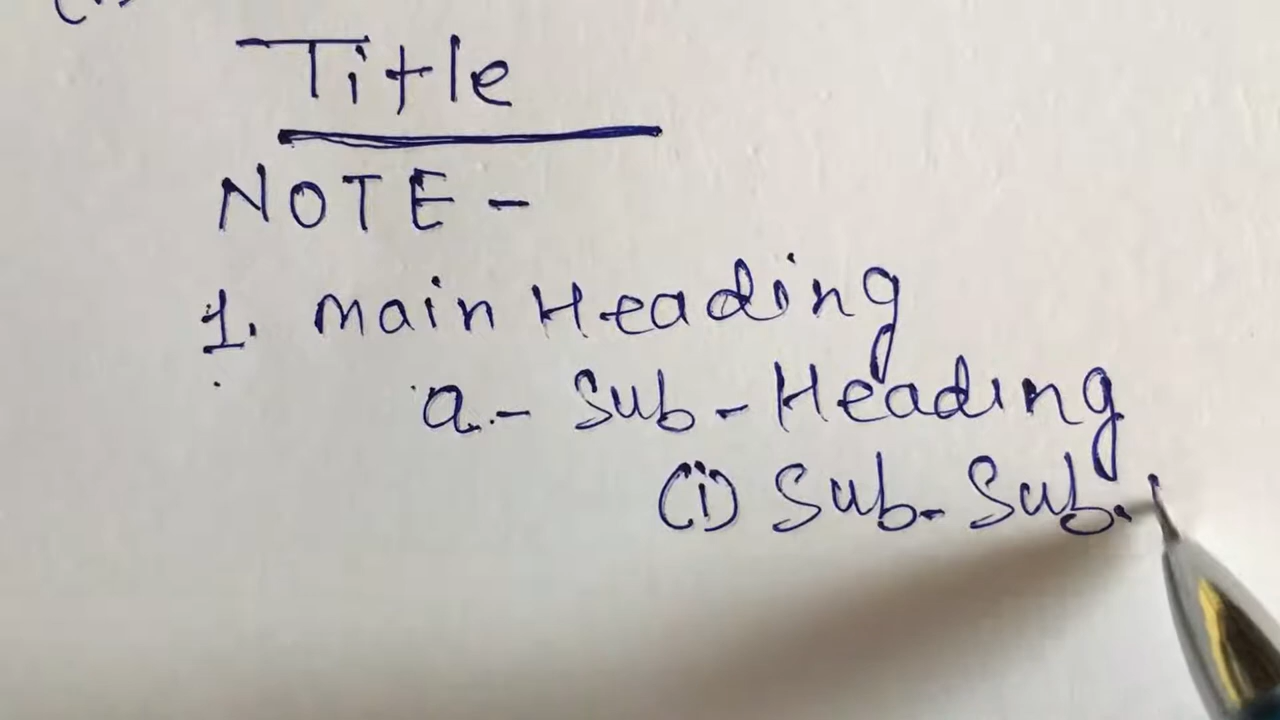 Title
NOTE -
1. main Heading
a.- Sub-Heading
(i) Sub-Sub-